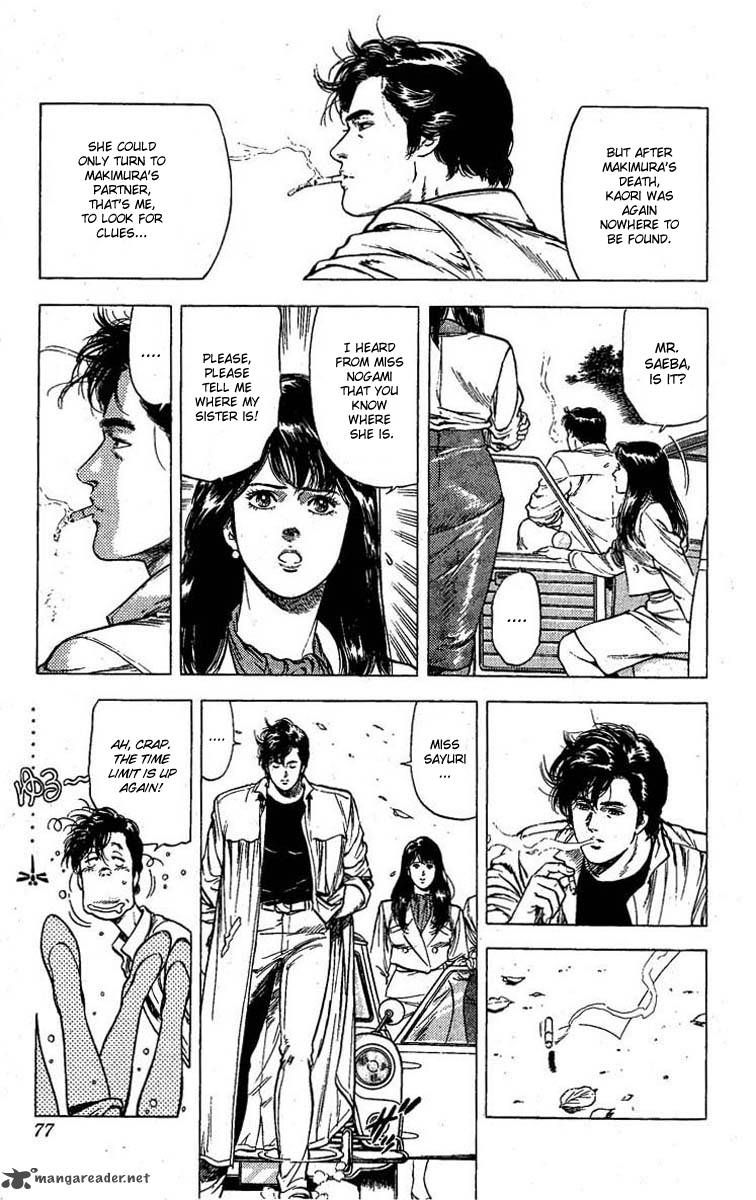 BUT AFTER
MAKIMURA'S
DEATH,
KAORI WAS
AGAIN
NOWHERE TO
BE FOUND.
SHE COULD
ONLY TURN TO
MAKIMURA'S
PARTNER,
THAT'S ME,
TO LOOK FOR
CLUES...
MR.
SAEBA,
IS IT?
....
I HEARD
FROM MISS
NOGAMI
THAT YOU
KNOW
WHERE
SHE IS.
PLEASE,
PLEASE
TELL ME
WHERE MY
SISTER IS!
....
MISS
SAYURI
...
....
AH, CRAP.
THE TIME
LIMIT IS UP
AGAIN!
77
mangareader.net